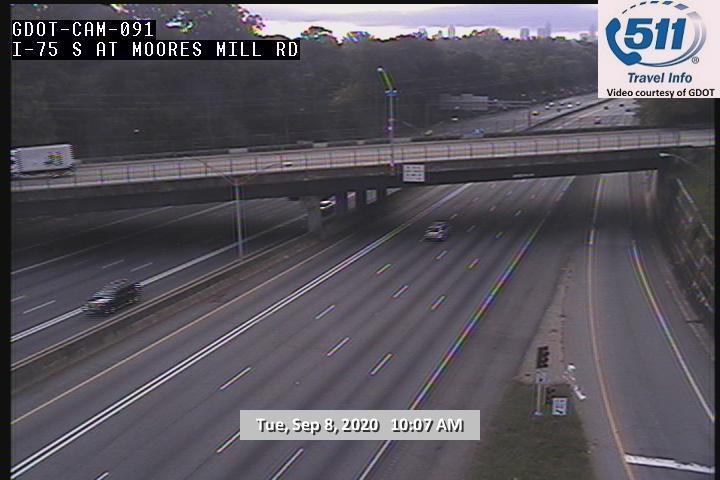 GDOT-CAM-091
I-75 S AT MOORES MILL RD
511
®
Travel Info
Video courtesy of GDOT
Tue, Sep 8, 2020 10:07 AM